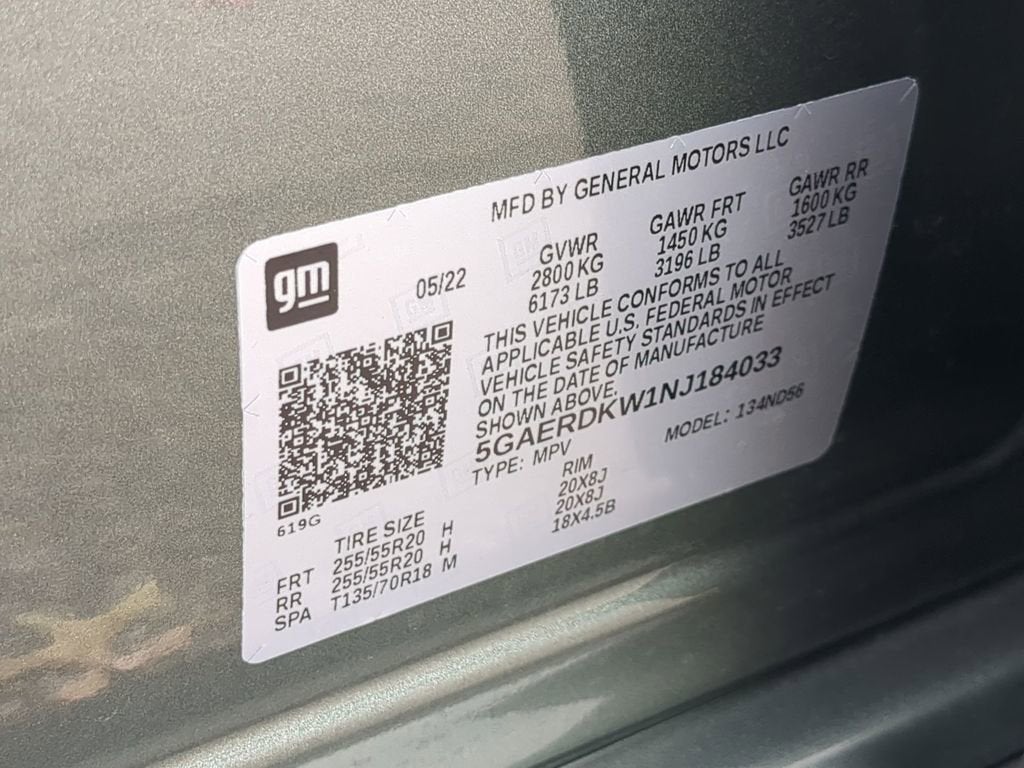 MFD BY GENERAL MOTORS LLC
gm
05/22
GVWR
2800 KG
6173 LB
GAWR FRT
1450 KG
3196 LB
GAWR RR
1600 KG
3527 LB
THIS VEHICLE CONFORMS TO ALL
APPLICABLE U.S. FEDERAL MOTOR
VEHICLE SAFETY STANDARDS IN EFFECT
ON THE DATE OF MANUFACTURE
SHOWN ABOVE.
5GAERDKW1NJ184033
TYPE: MPV
MODEL: 134ND56
619G
TIRE SIZE
RIM
FRT 255/55R20 H 20X8J
RR 255/55R20 H 20X8J
SPA T135/70R18 M 18X4.5B